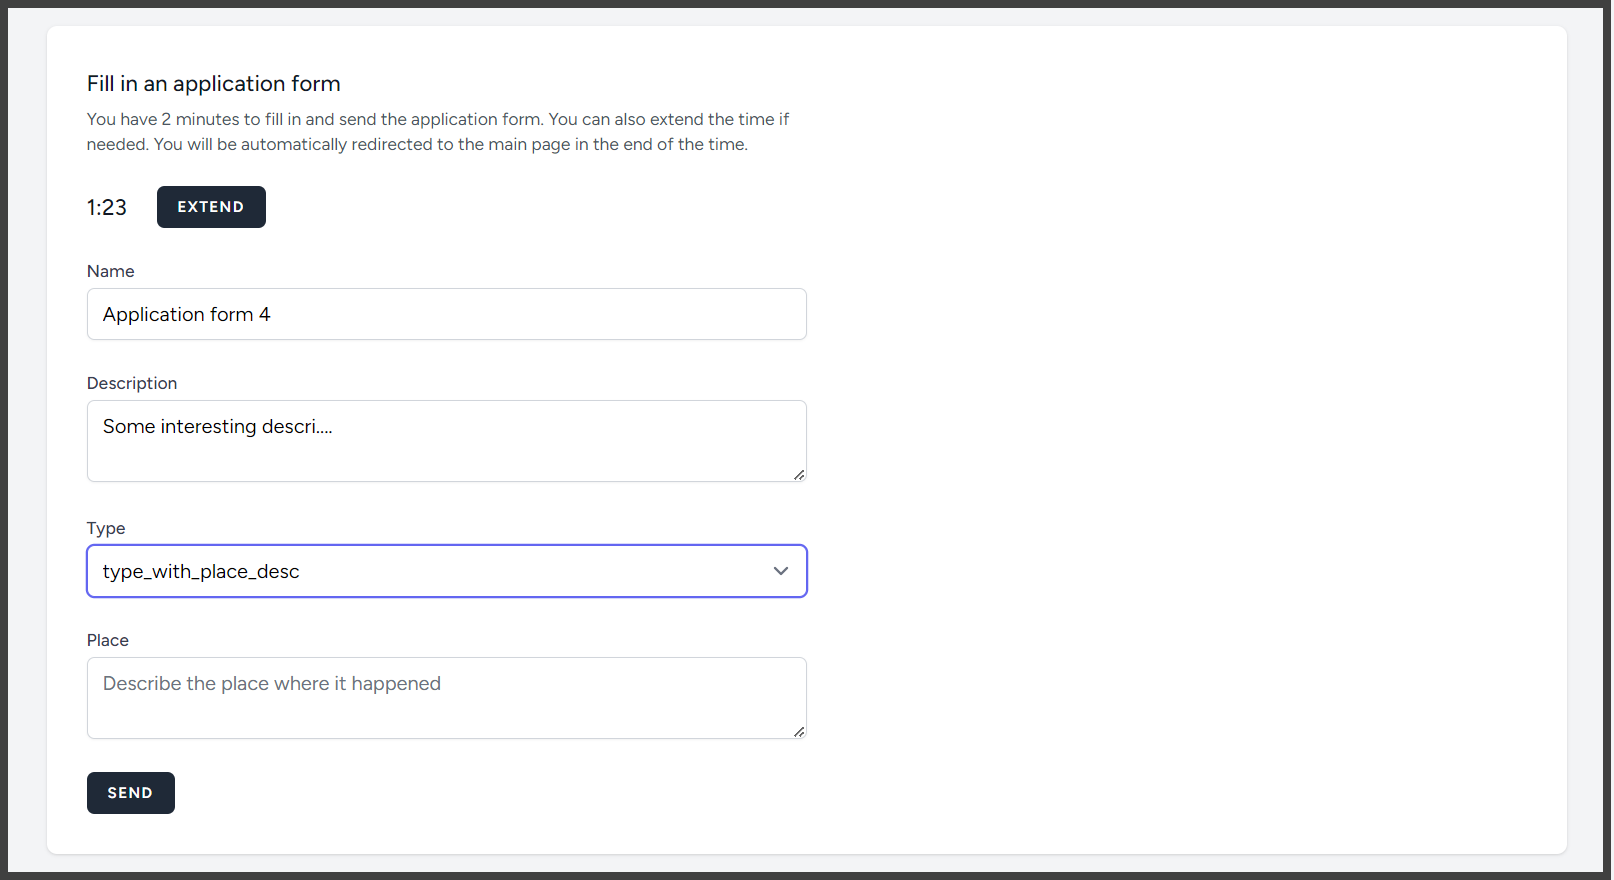 Fill in an application form
You have 2 minutes to fill in and send the application form. You can also extend the time if
needed. You will be automatically redirected to the main page in the end of the time.
1:23 EXTEND
Name
Application form 4
Description
Some interesting descri....
Type
type_with_place_desc
Place
Describe the place where it happened
SEND